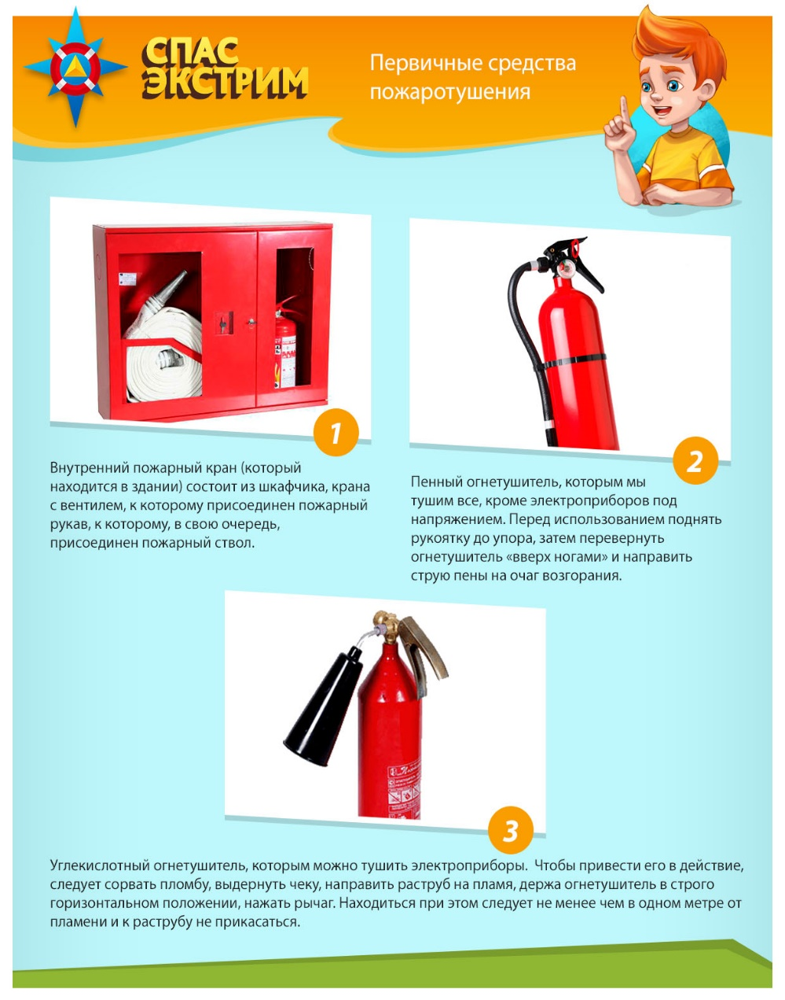 СПАС
ЭКСТРИМ
Первичные средства
пожаротушения
1
Внутренний пожарный кран (который
находится в здании) состоит из шкафчика, крана
с вентилем, к которому присоединен пожарный
рукав, к которому, в свою очередь,
присоединен пожарный ствол.
2
Пенный огнетушитель, которым мы
тушим все, кроме электроприборов под
напряжением. Перед использованием поднять
рукоятку до упора, затем перевернуть
огнетушитель «вверх ногами» и направить
струю пены на очаг возгорания.
3
Углекислотный огнетушитель, которым можно тушить электроприборы.  Чтобы привести его в действие,
следует сорвать пломбу, выдернуть чеку, направить раструб на пламя, держа огнетушитель в строго
горизонтальном положении, нажать рычаг. Находиться при этом следует не менее чем в одном метре от
пламени и к раструбу не прикасаться.